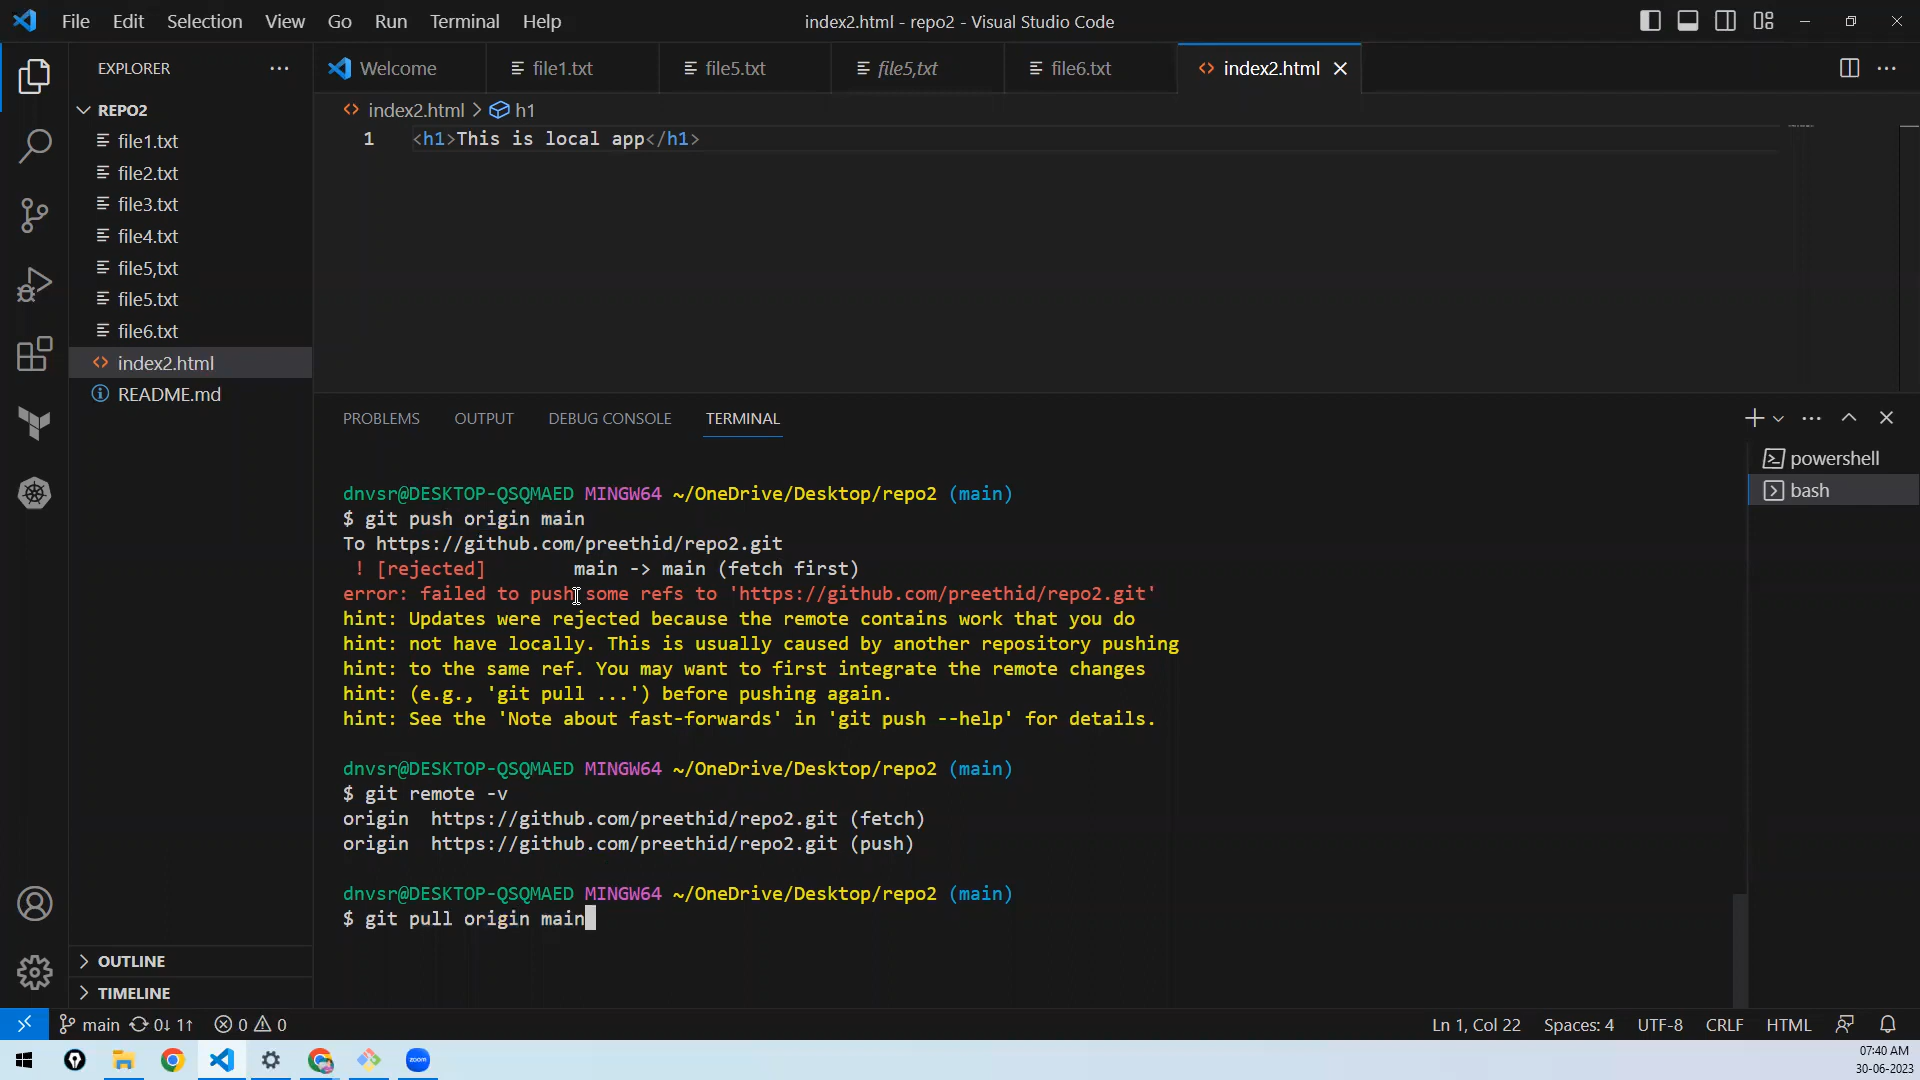 File Edit Selection View Go Run Terminal Help index2.html - repo2 - Visual Studio Code
EXPLORER
REPO2
file1.txt
file2.txt
file3.txt
file4.txt
file5,txt
file5.txt
file6.txt
index2.html
README.md
OUTLINE
TIMELINE
Welcome file1.txt file5.txt file5,txt file6.txt index2.html
index2.html > h1
1 <h1>This is local app</h1>
PROBLEMS OUTPUT DEBUG CONSOLE TERMINAL
powershell
bash
dnvsr@DESKTOP-QSQMAED MINGW64 ~/OneDrive/Desktop/repo2 (main)
$ git push origin main
To https://github.com/preethid/repo2.git
! [rejected] main -> main (fetch first)
error: failed to push some refs to 'https://github.com/preethid/repo2.git'
hint: Updates were rejected because the remote contains work that you do
hint: not have locally. This is usually caused by another repository pushing
hint: to the same ref. You may want to first integrate the remote changes
hint: (e.g., 'git pull ...') before pushing again.
hint: See the 'Note about fast-forwards' in 'git push --help' for details.
dnvsr@DESKTOP-QSQMAED MINGW64 ~/OneDrive/Desktop/repo2 (main)
$ git remote -v
origin https://github.com/preethid/repo2.git (fetch)
origin https://github.com/preethid/repo2.git (push)
dnvsr@DESKTOP-QSQMAED MINGW64 ~/OneDrive/Desktop/repo2 (main)
$ git pull origin main
main 0↓ 1↑ 0 0 Ln 1, Col 22 Spaces: 4 UTF-8 CRLF HTML
zoom
07:40 AM
30-06-2023